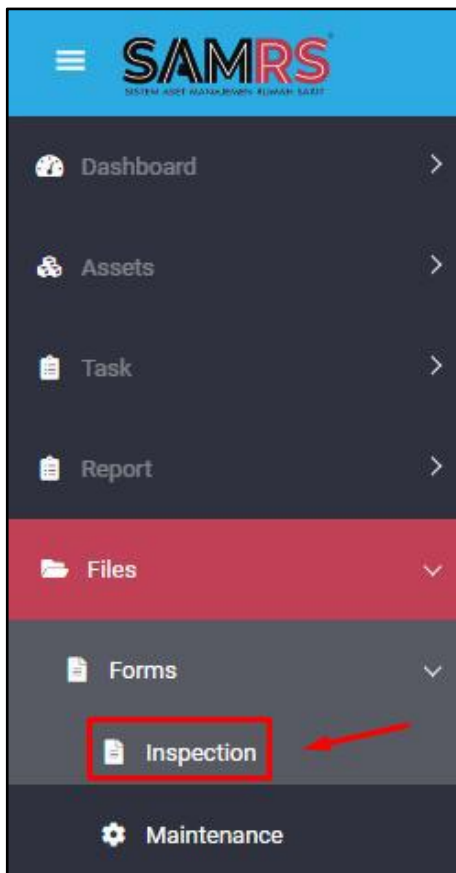 SAMRS
SISTEM ASET MANAJEMEN RUMAH SAKIT
Dashboard
Assets
Task
Report
Files
Forms
Inspection
Maintenance